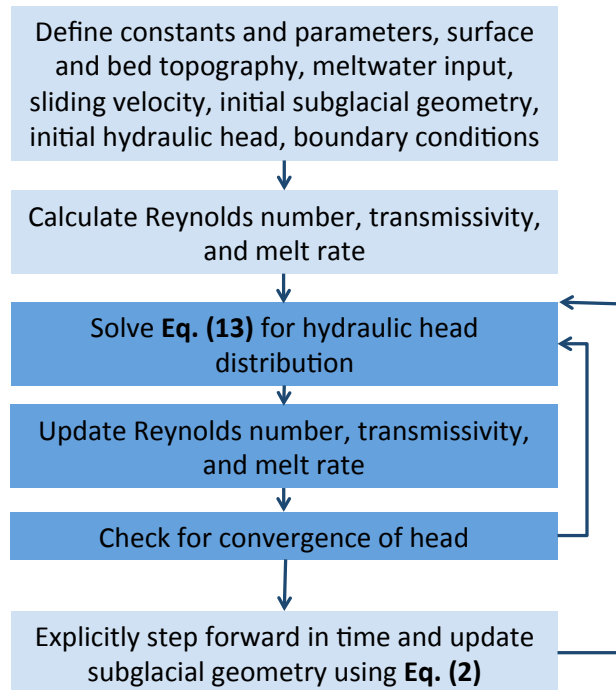 Define constants and parameters, surface
and bed topography, meltwater input,
sliding velocity, initial subglacial geometry,
initial hydraulic head, boundary conditions
Calculate Reynolds number, transmissivity,
and melt rate
Solve Eq. (13) for hydraulic head
distribution
Update Reynolds number, transmissivity,
and melt rate
Check for convergence of head
Explicitly step forward in time and update
subglacial geometry using Eq. (2)